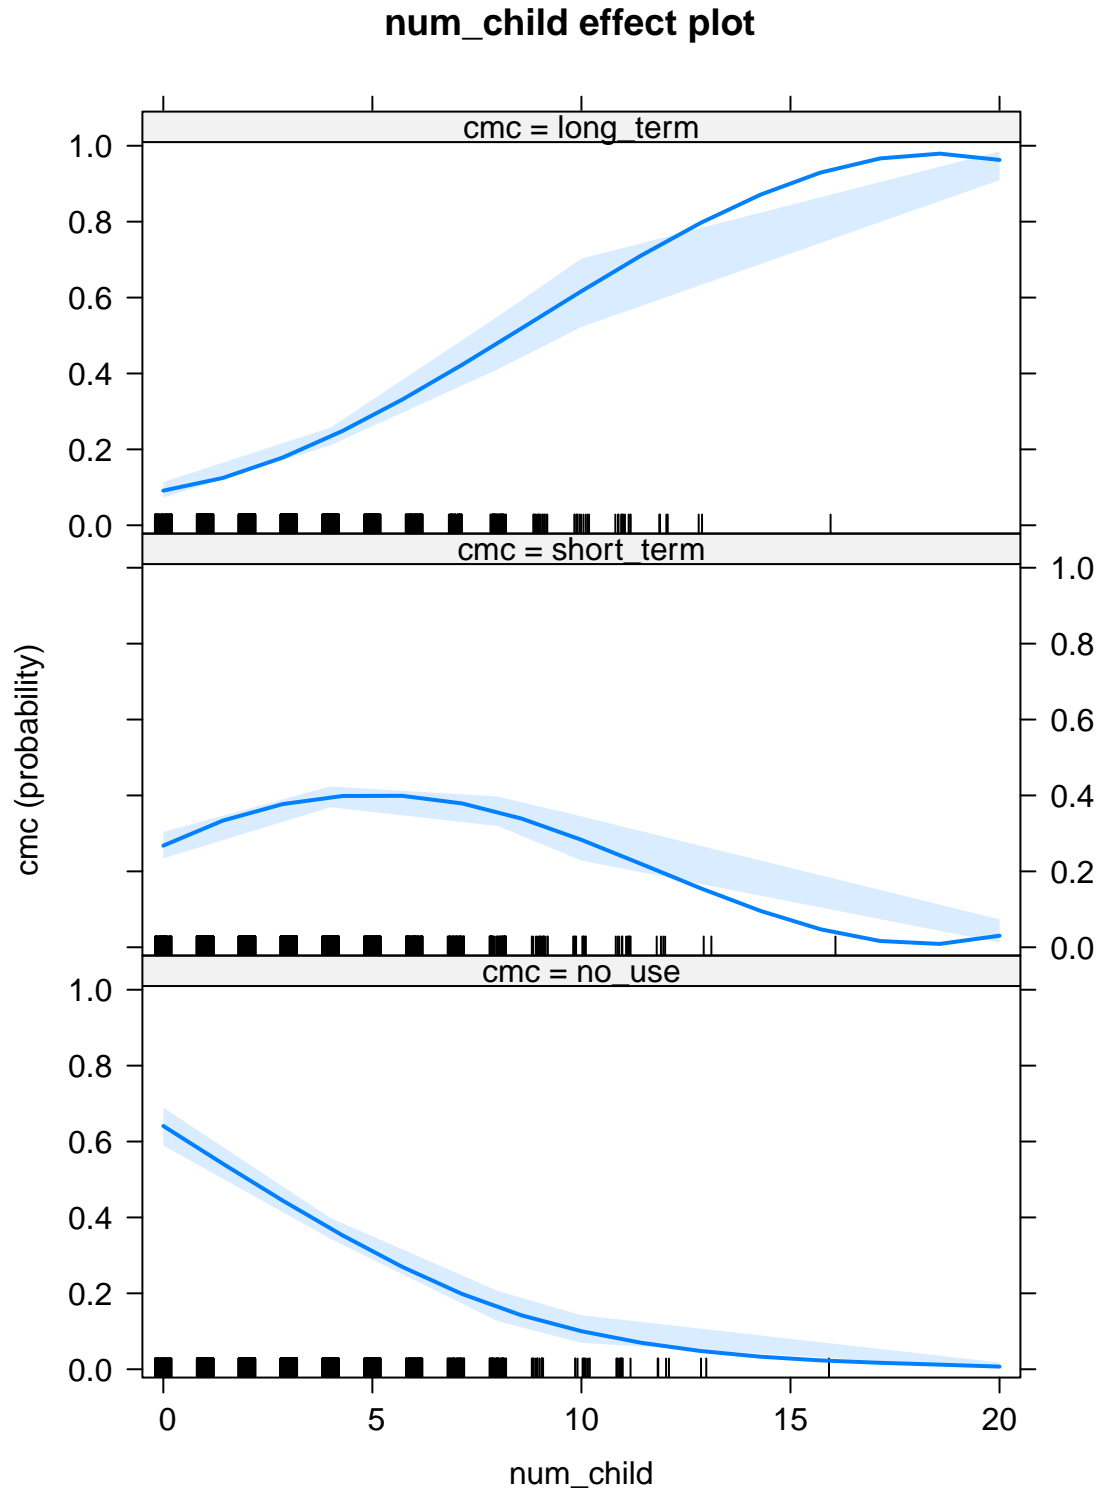 num_child effect plot
cmc = long_term
1.0
0.8
0.6
0.4
0.2
0.0
cmc = short_term
1.0
0.8
0.6
0.4
0.2
0.0
cmc (probability)
cmc = no_use
1.0
0.8
0.6
0.4
0.2
0.0
0 5 10 15 20
num_child